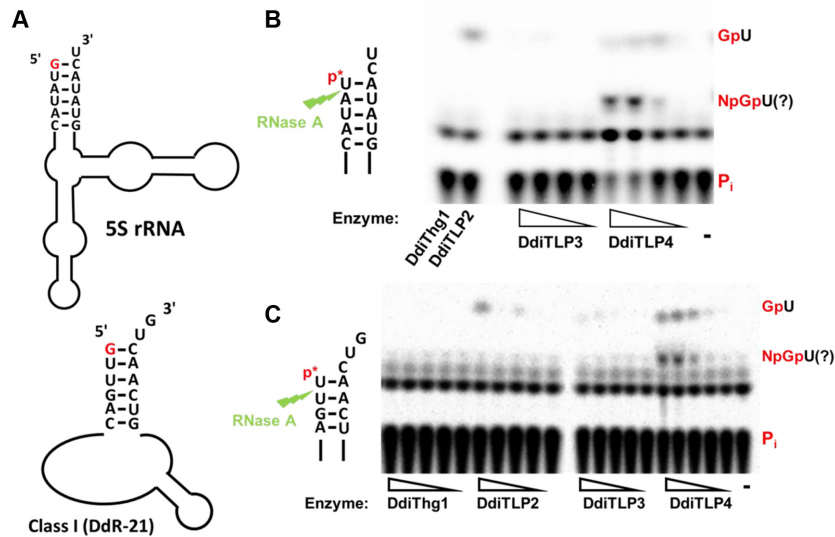 A
5'
3'
G
U
A
U
A
C
U
C
A
U
A
U
G
5S rRNA
5'
3'
G
U
U
G
A
C
G
U
C
A
A
C
U
G
Class I (DdR-21)
B
p*
RNase A
U
A
U
A
C
U
C
A
U
A
U
G
GpU
NpGpU(?)
Pi
Enzyme:
DdiThg1
DdiTLP2
DdiTLP3
DdiTLP4
-
C
p*
RNase A
U
U
G
A
G
U
C
A
A
C
U
GpU
NpGpU(?)
Pi
Enzyme:
DdiThg1
DdiTLP2
DdiTLP3
DdiTLP4
-